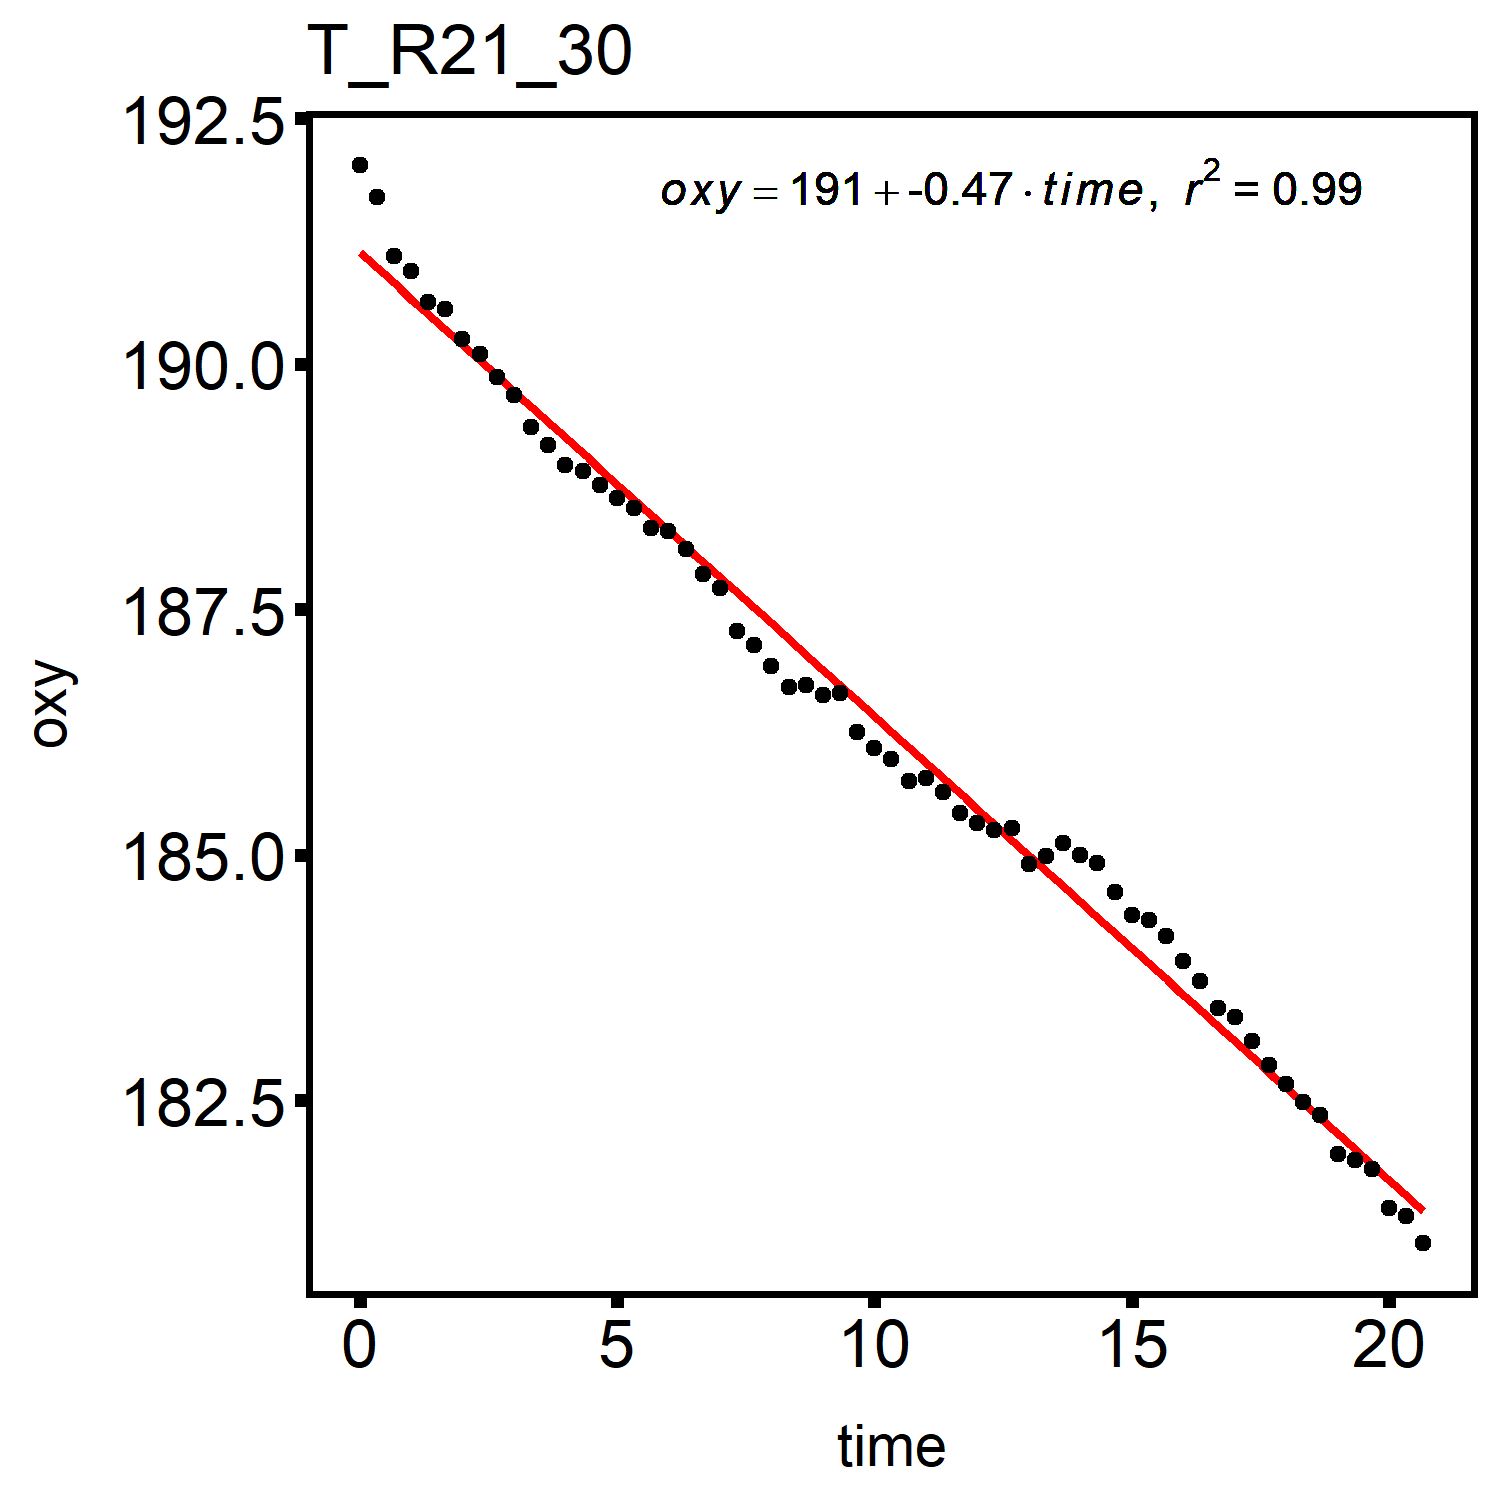 T_R21_30
192.5
oxy = 191 + -0.47 · time, r² = 0.99
190.0
187.5
185.0
182.5
oxy
0 5 10 15 20
time